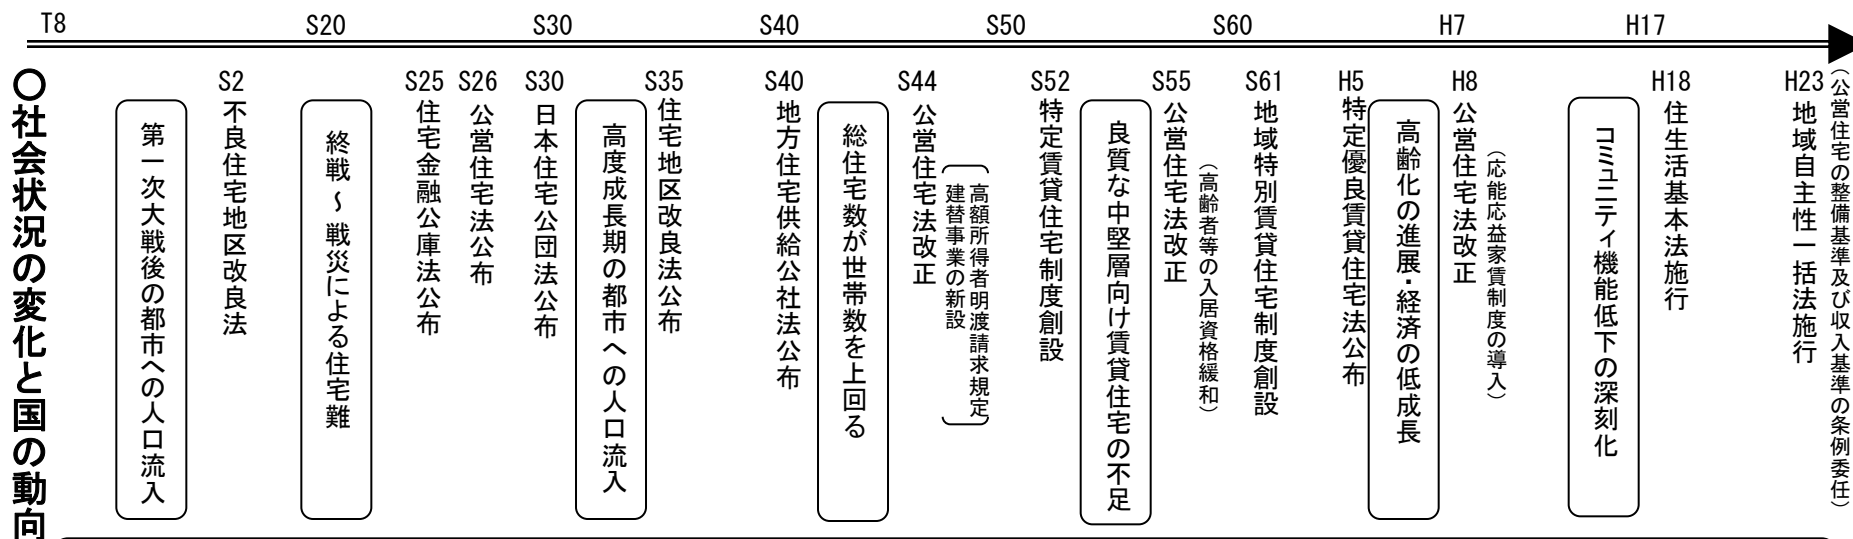 T8 S20 S30 S40 S50 S60 H7 H17
〇社会状況の変化と国の動向
第一次大戦後の都市への人口流入
S2
不良住宅地区改良法
終戦～戦災による住宅難
S25
住宅金融公庫法公布
S26
公営住宅法公布
S30
日本住宅公団法公布
高度成長期の都市への人口流入
S35
住宅地区改良法公布
S40
地方住宅供給公社法公布
総住宅数が世帯数を上回る
S44
公営住宅法改正
高額所得者明渡請求規定
建替事業の新設
S52
特定賃貸住宅制度創設
良質な中堅層向け賃貸住宅の不足
S55
公営住宅法改正
（高齢者等の入居資格緩和）
S61
地域特別賃貸住宅制度創設
H5
特定優良賃貸住宅法公布
高齢化の進展・経済の低成長
H8
公営住宅法改正
（応能応益家賃制度の導入）
コミュニティ機能低下の深刻化
H18
住生活基本法施行
H23
地域自主性一括法施行
（公営住宅の整備基準及び収入基準の条例委任）